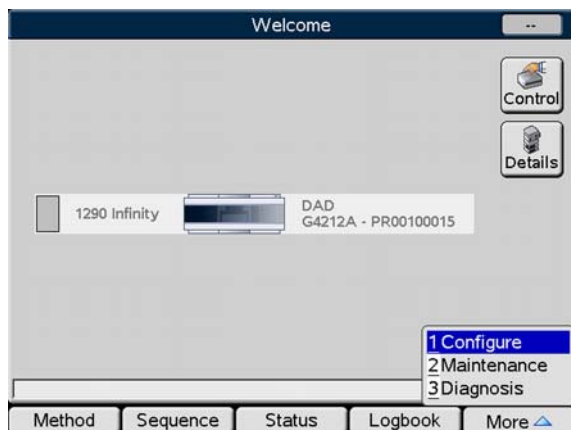 Welcome
--
Control
Details
1290 Infinity
DAD
G4212A - PR00100015
1 Configure
2 Maintenance
3 Diagnosis
Method Sequence Status Logbook More